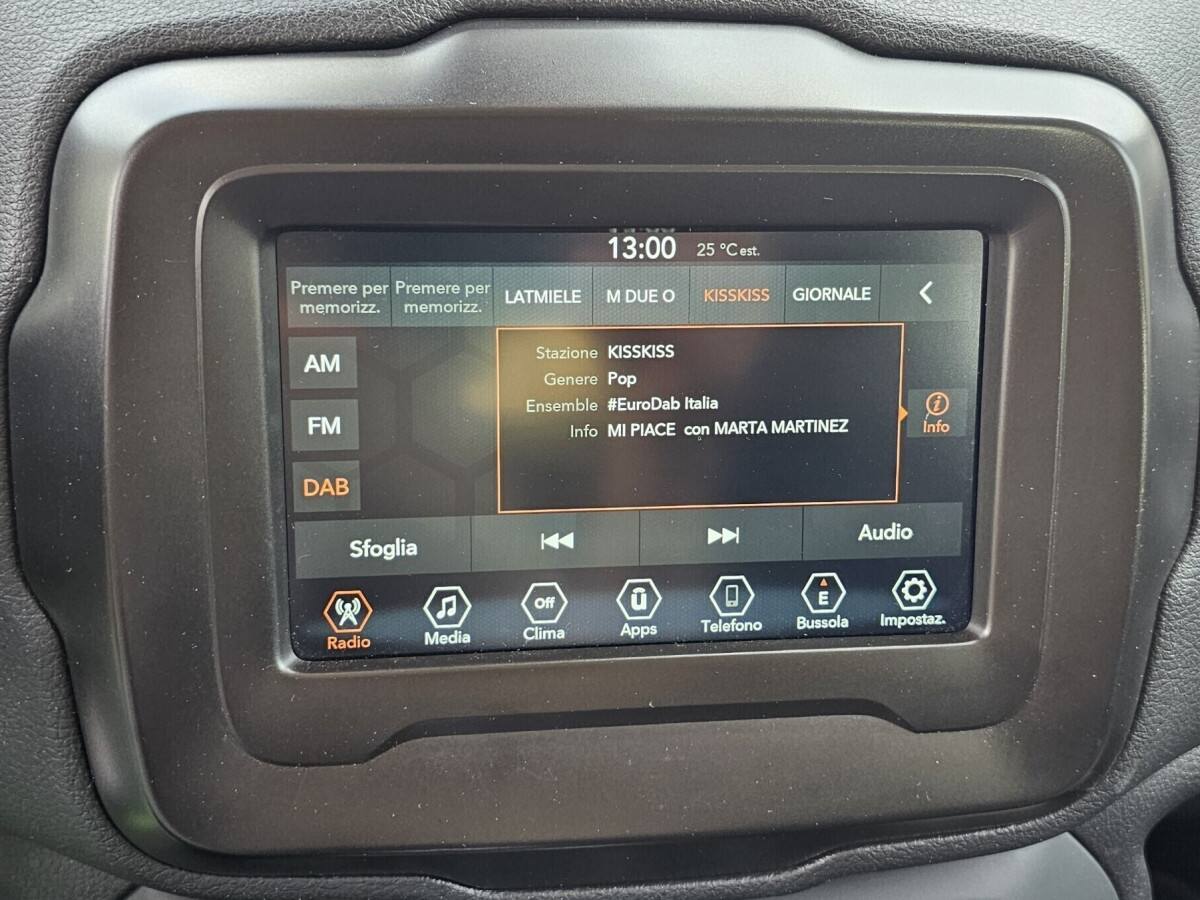 13:00 25 °C est.
Premere per memorizz.
Premere per memorizz.
LATMIELE
M DUE O
KISSKISS
GIORNALE
AM
FM
DAB
Stazione KISSKISS
Genere Pop
Ensemble #EuroDab Italia
Info MI PIACE con MARTA MARTINEZ
Info
Sfoglia
Audio
Radio
Media
Off
Clima
ū
Apps
Telefono
E
Bussola
Impostaz.